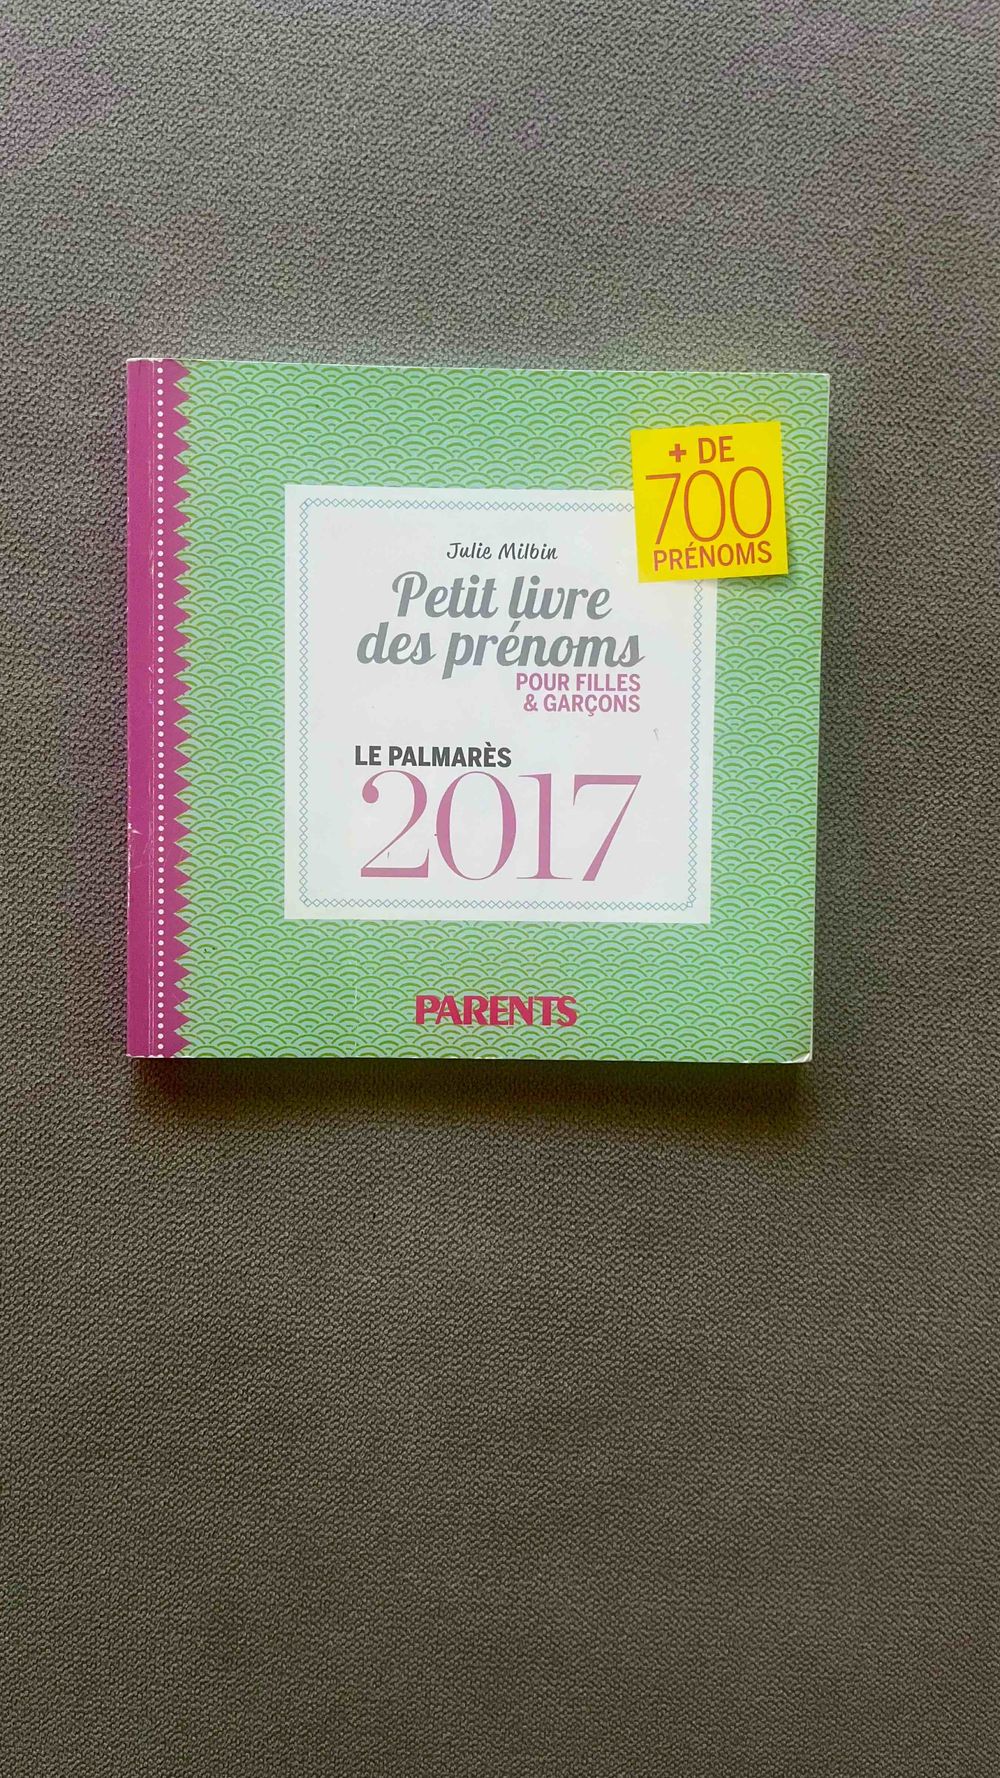 + DE
700
PRÉNOMS
Julie Milbin
Petit livre
des prénoms
POUR FILLES
& GARÇONS
LE PALMARÈS
2017
PARENTS